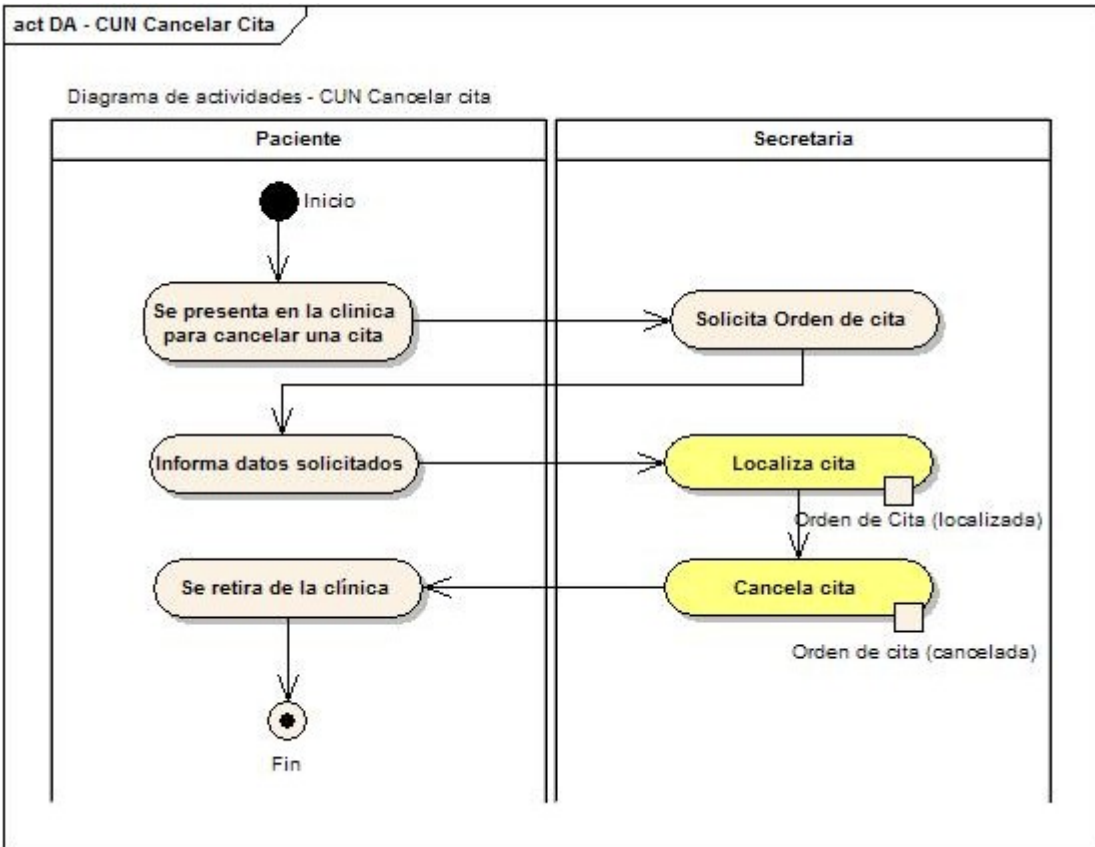 act DA - CUN Cancelar Cita
Diagrama de actividades - CUN Cancelar cita
Paciente
Secretaria
Inicio
Se presenta en la clinica
para cancelar una cita
Solicita Orden de cita
Informa datos solicitados
Localiza cita
Orden de Cita (localizada)
Se retira de la clínica
Cancela cita
Orden de cita (cancelada)
Fin